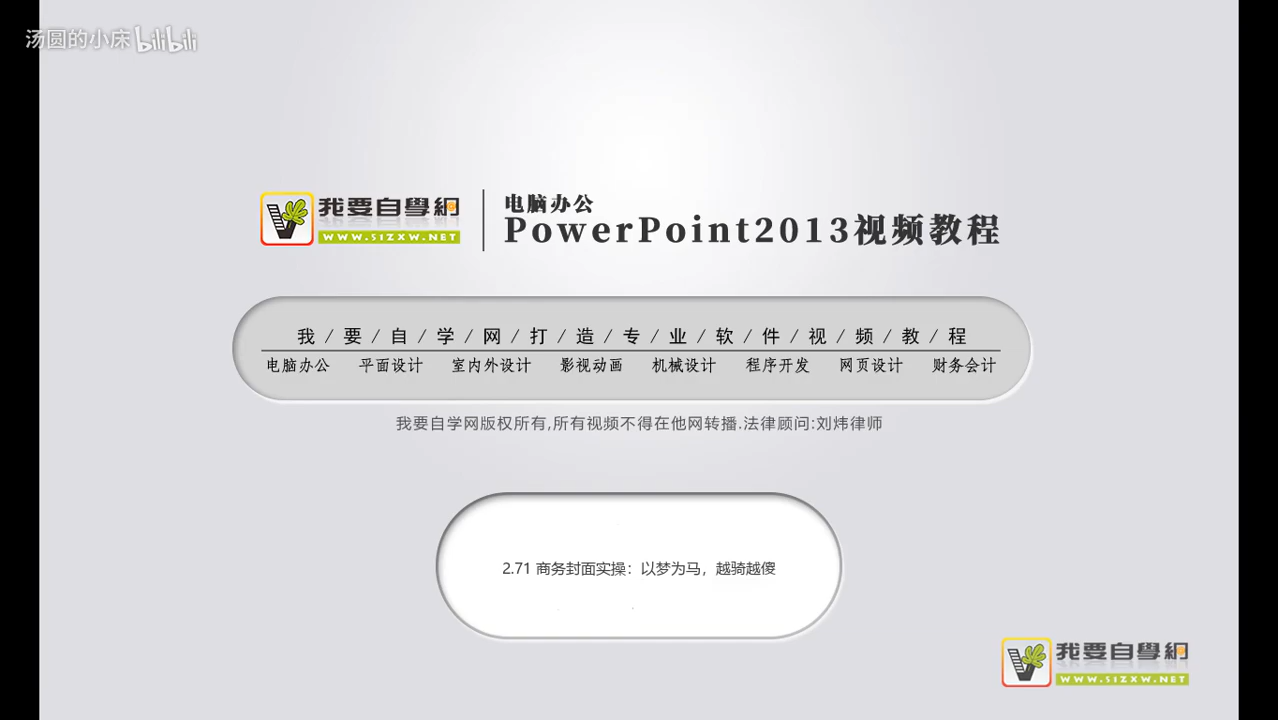 汤圆的小床 bilibili
我要自學網
WWW.51ZXW.NET
电脑办公
PowerPoint2013视频教程
我/要/自/学/网/打/造/专/业/软/件/视/频/教/程
电脑办公 平面设计 室内外设计 影视动画 机械设计 程序开发 网页设计 财务会计
我要自学网版权所有,所有视频不得在他网转播.法律顾问:刘炜律师
2.71 商务封面实操：以梦为马，越骑越傻
我要自學網
WWW.51ZXW.NET